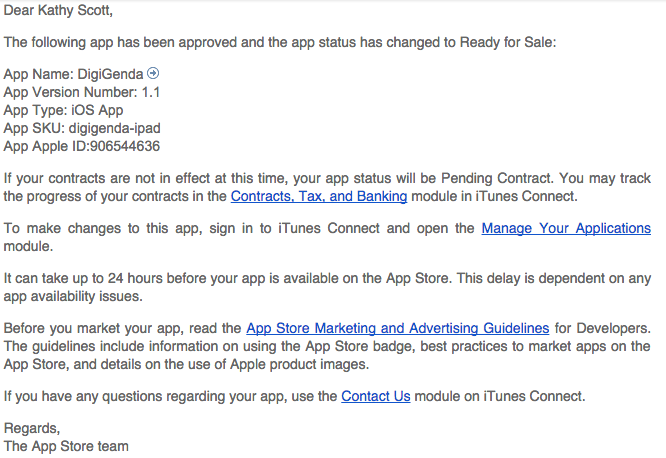 Dear Kathy Scott,
The following app has been approved and the app status has changed to Ready for Sale:
App Name: DigiGenda
App Version Number: 1.1
App Type: iOS App
App SKU: digigenda-ipad
App Apple ID:906544636
If your contracts are not in effect at this time, your app status will be Pending Contract. You may track
the progress of your contracts in the Contracts, Tax, and Banking module in iTunes Connect.
To make changes to this app, sign in to iTunes Connect and open the Manage Your Applications
module.
It can take up to 24 hours before your app is available on the App Store. This delay is dependent on any
app availability issues.
Before you market your app, read the App Store Marketing and Advertising Guidelines for Developers.
The guidelines include information on using the App Store badge, best practices to market apps on the
App Store, and details on the use of Apple product images.
If you have any questions regarding your app, use the Contact Us module on iTunes Connect.
Regards,
The App Store team